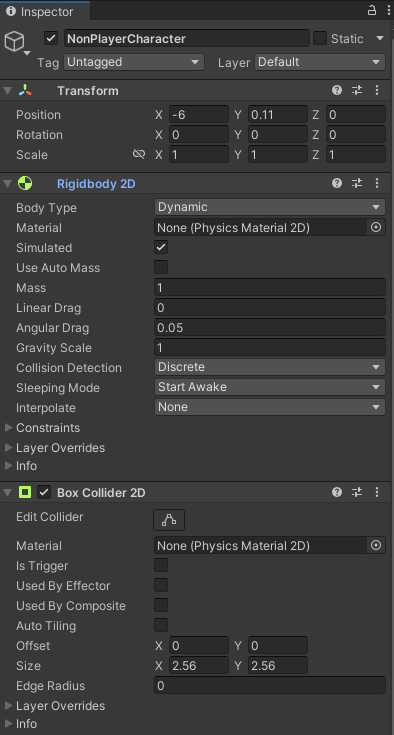 Inspector
NonPlayerCharacter Static
Tag Untagged Layer Default
Transform
Position X -6 Y 0.11 Z 0
Rotation X 0 Y 0 Z 0
Scale X 1 Y 1 Z 1
Rigidbody 2D
Body Type Dynamic
Material None (Physics Material 2D)
Simulated
Use Auto Mass
Mass 1
Linear Drag 0
Angular Drag 0.05
Gravity Scale 1
Collision Detection Discrete
Sleeping Mode Start Awake
Interpolate None
Constraints
Layer Overrides
Info
Box Collider 2D
Edit Collider
Material None (Physics Material 2D)
Is Trigger
Used By Effector
Used By Composite
Auto Tiling
Offset X 0 Y 0
Size X 2.56 Y 2.56
Edge Radius 0
Layer Overrides
Info